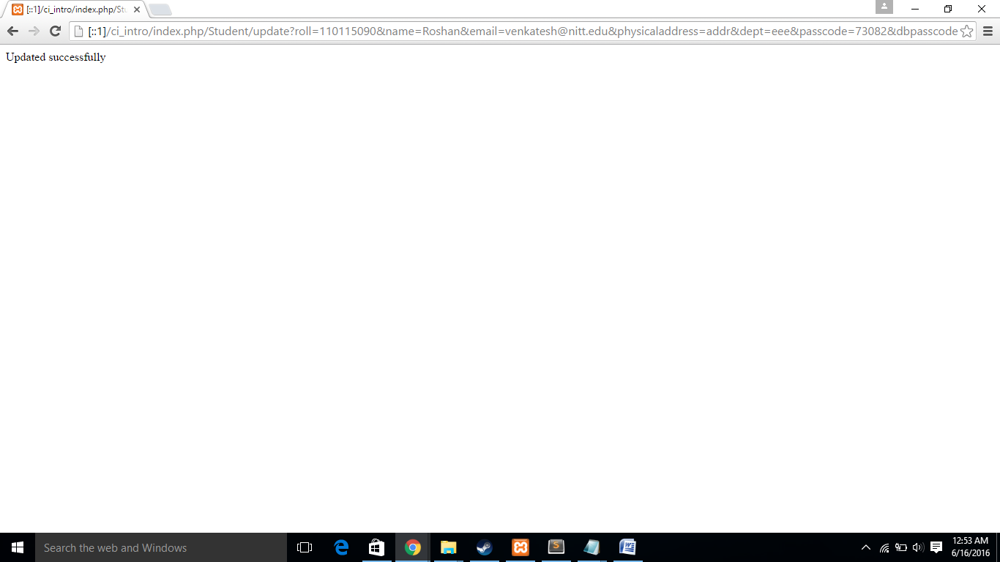 [::1]/ci_intro/index.php/Stu
[::1]/ci_intro/index.php/Student/update?roll=110115090&name=Roshan&email=venkatesh@nitt.edu&physicaladdress=addr&dept=eee&passcode=73082&dbpasscode
Updated successfully
Search the web and Windows
12:53 AM
6/16/2016